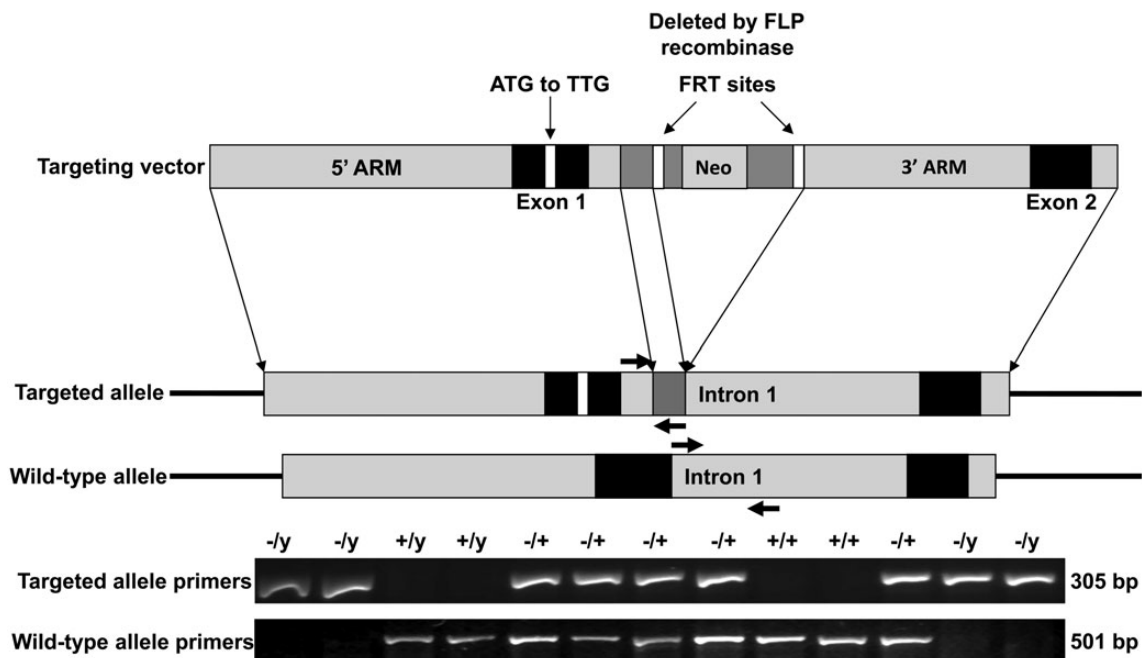 Deleted by FLP
recombinase
ATG to TTG
FRT sites
Targeting vector
5’ ARM
Neo
3’ ARM
Exon 1
Exon 2
Targeted allele
Intron 1
Wild-type allele
Intron 1
-/y -/y +/y +/y -/+ -/+ -/+ -/+ +/+ +/+ -/+ -/y -/y
Targeted allele primers 305 bp
Wild-type allele primers 501 bp